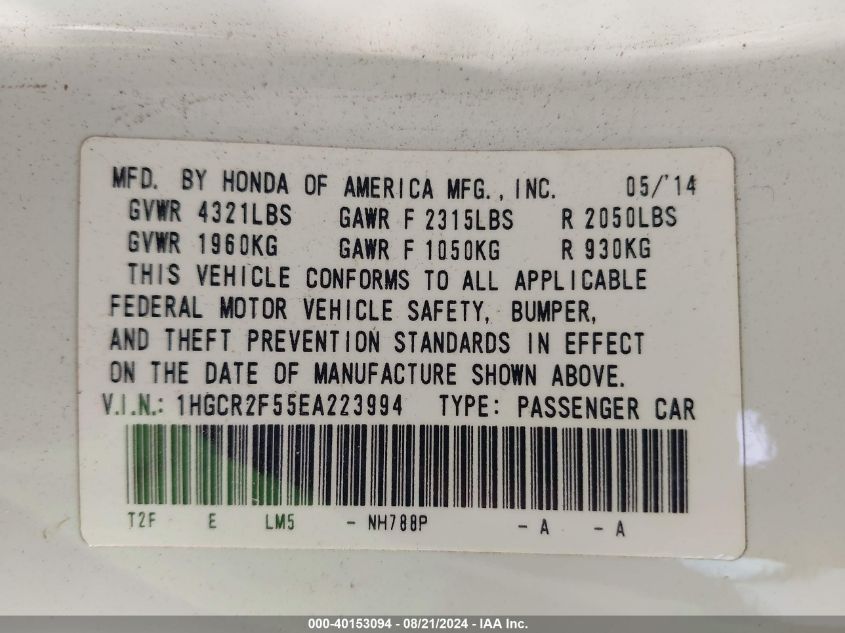 MFD. BY HONDA OF AMERICA MFG., INC. 05/'14
GVWR 4321LBS GAWR F 2315LBS R 2050LBS
GVWR 1960KG GAWR F 1050KG R 930KG
THIS VEHICLE CONFORMS TO ALL APPLICABLE
FEDERAL MOTOR VEHICLE SAFETY, BUMPER,
AND THEFT PREVENTION STANDARDS IN EFFECT
ON THE DATE OF MANUFACTURE SHOWN ABOVE.
V.I.N.: 1HGCR2F55EA223994 TYPE: PASSENGER CAR
T2F E LM5 - NH788P - A - A
000-40153094 - 08/21/2024 - IAA Inc.